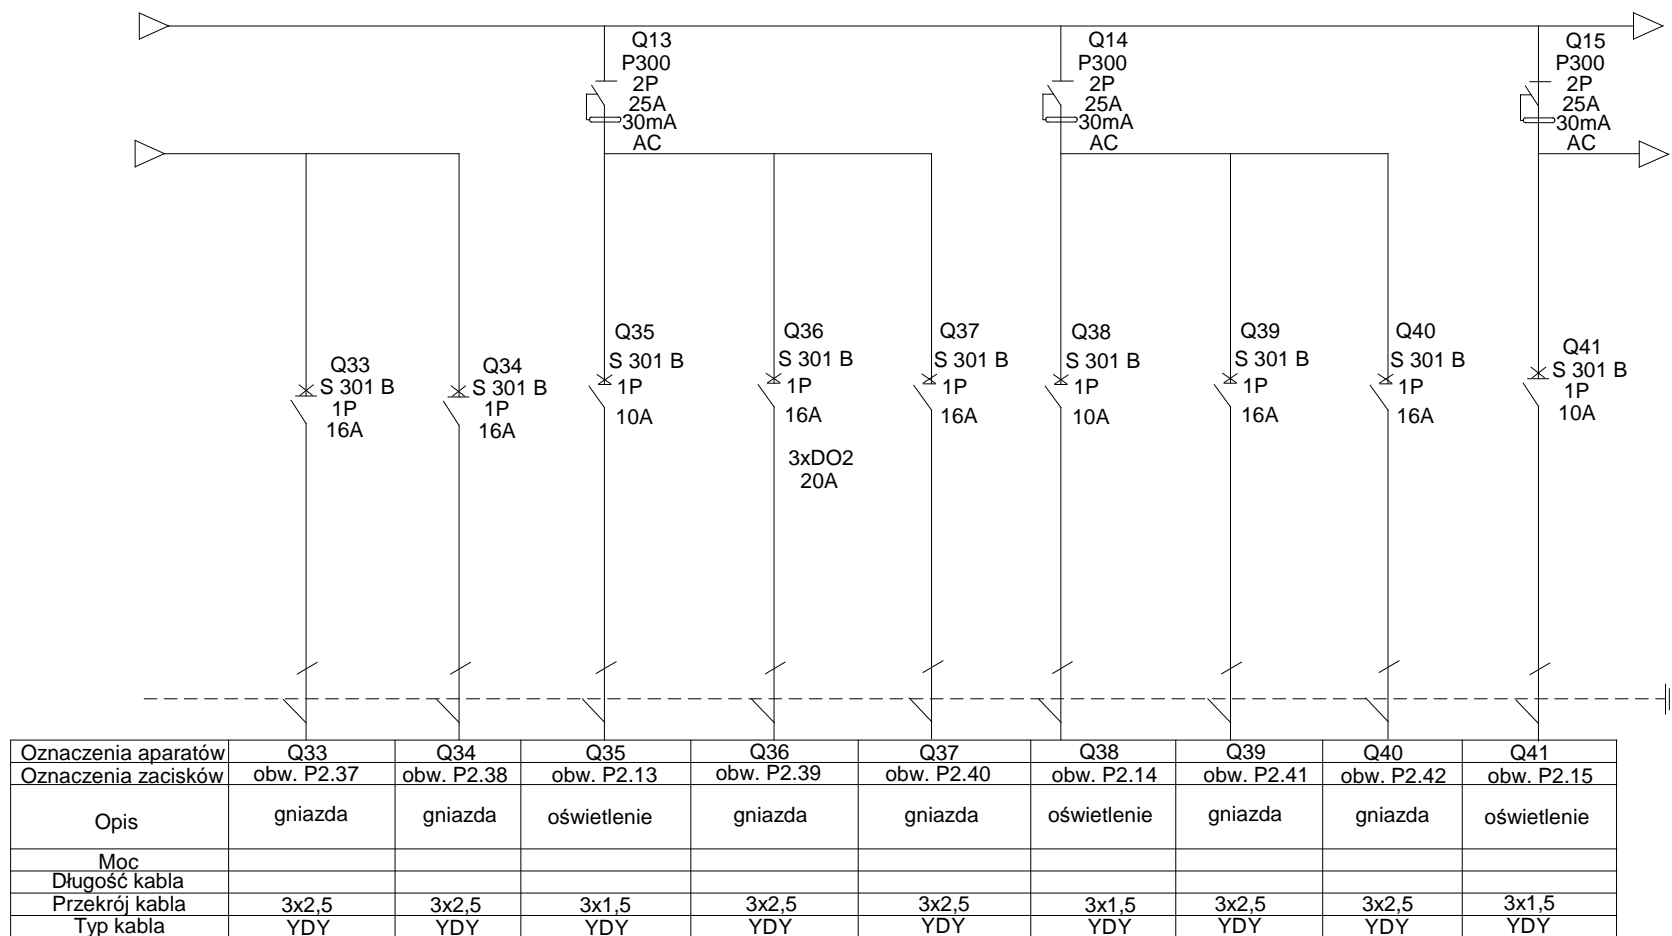 Q13
P300
2P
25A
30mA
AC
Q14
P300
2P
25A
30mA
AC
Q15
P300
2P
25A
30mA
AC
Q33
S 301 B
1P
16A
Q34
S 301 B
1P
16A
Q35
S 301 B
1P
10A
Q36
S 301 B
1P
16A
3xDO2
20A
Q37
S 301 B
1P
16A
Q38
S 301 B
1P
10A
Q39
S 301 B
1P
16A
Q40
S 301 B
1P
16A
Q41
S 301 B
1P
10A
Oznaczenia aparatów Q33 Q34 Q35 Q36 Q37 Q38 Q39 Q40 Q41
Oznaczenia zacisków obw. P2.37 obw. P2.38 obw. P2.13 obw. P2.39 obw. P2.40 obw. P2.14 obw. P2.41 obw. P2.42 obw. P2.15
Opis gniazda gniazda oświetlenie gniazda gniazda oświetlenie gniazda gniazda oświetlenie
Moc
Długość kabla
Przekrój kabla 3x2,5 3x2,5 3x1,5 3x2,5 3x2,5 3x1,5 3x2,5 3x2,5 3x1,5
Typ kabla YDY YDY YDY YDY YDY YDY YDY YDY YDY